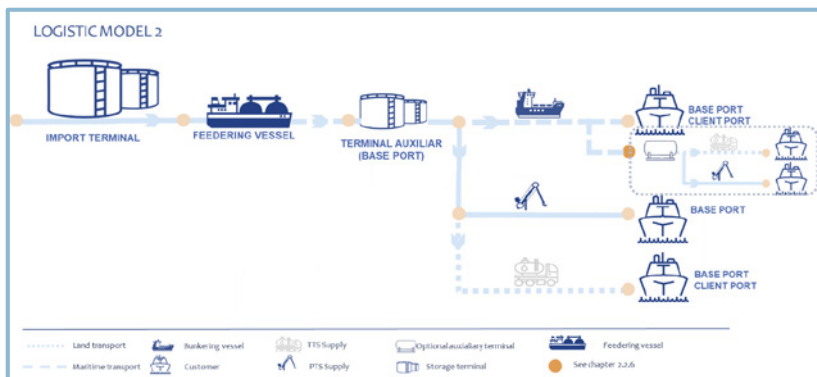 LOGISTIC MODEL 2
IMPORT TERMINAL
FEEDERING VESSEL
TERMINAL AUXILIAR
(BASE PORT)
BASE PORT
CLIENT PORT
BASE PORT
BASE PORT
CLIENT PORT
Land transport
Bunkering vessel
TTS Supply
Optional auxialiary terminal
Feedering vessel
Maritime transport
Customer
PTS Supply
Storage terminal
See chapter 2.2.6